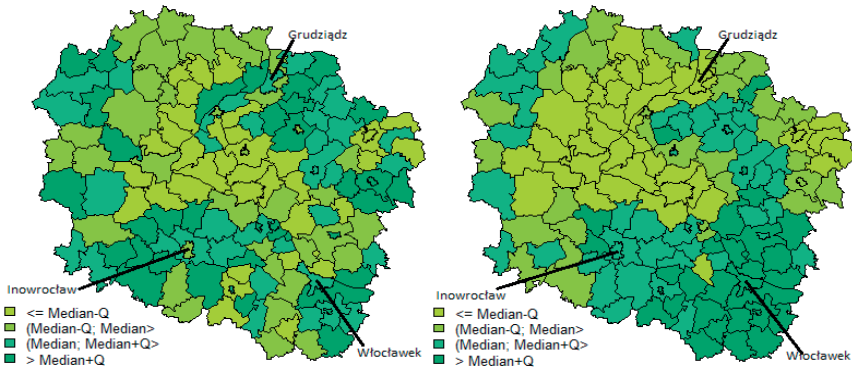 Grudziądz
Inowrocław
<= Median-Q
(Median-Q; Median>
(Median; Median+Q>
> Median+Q
Włocławek
Grudziądz
Inowrocław
<= Median-Q
(Median-Q; Median>
(Median; Median+Q>
> Median+Q
Włocławek